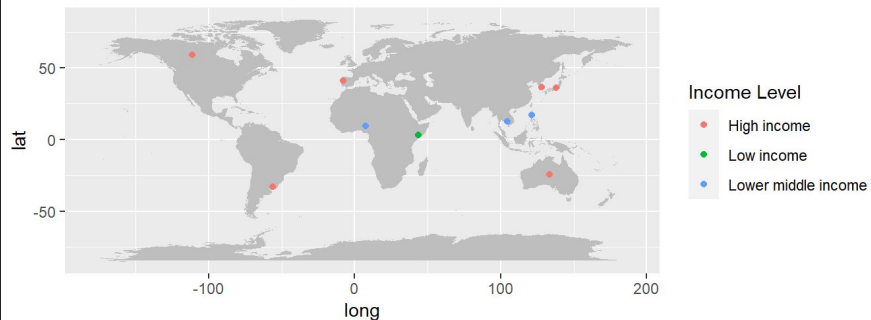 50
0
-50
lat
-100
0
100
200
long
Income Level
High income
Low income
Lower middle income